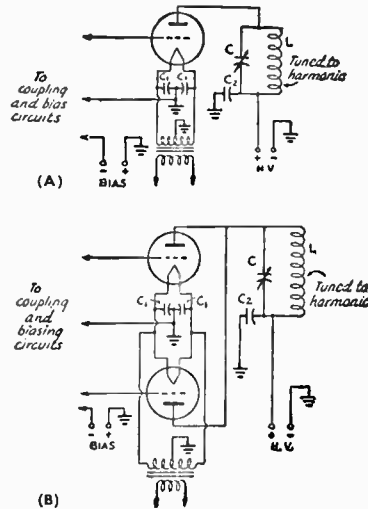 C
L
C₁ C₁
Tuned to
harmonic
C₂
To
coupling
and bias
circuits
- +
BIAS
+ -
H.V.
(A)
L
C
C₁ C₁
C₂
Tuned to
harmonic
To
coupling
and
biasing
circuits
- +
BIAS
H.V.
(B)